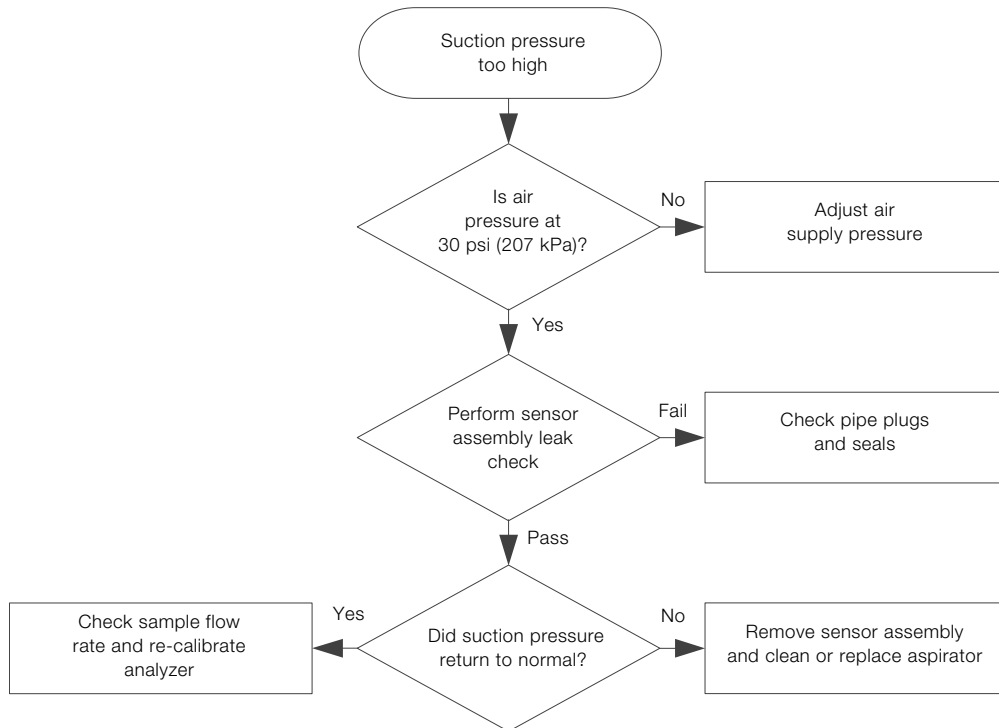 Suction pressure
too high
Is air
pressure at
30 psi (207 kPa)?
No
Adjust air
supply pressure
Yes
Perform sensor
assembly leak
check
Fail
Check pipe plugs
and seals
Pass
Did suction pressure
return to normal?
Yes
Check sample flow
rate and re-calibrate
analyzer
No
Remove sensor assembly
and clean or replace aspirator